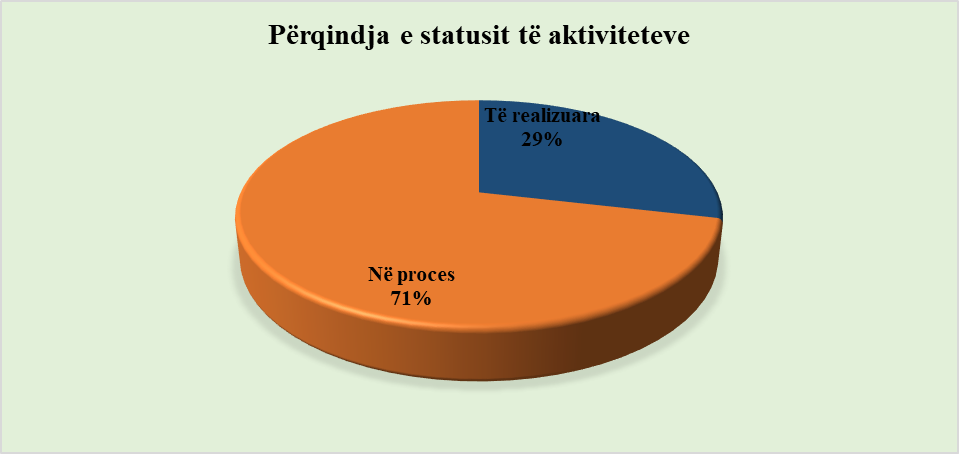 Përqindja e statusit të aktiviteteve
Të realizuara
29%
Në proces
71%